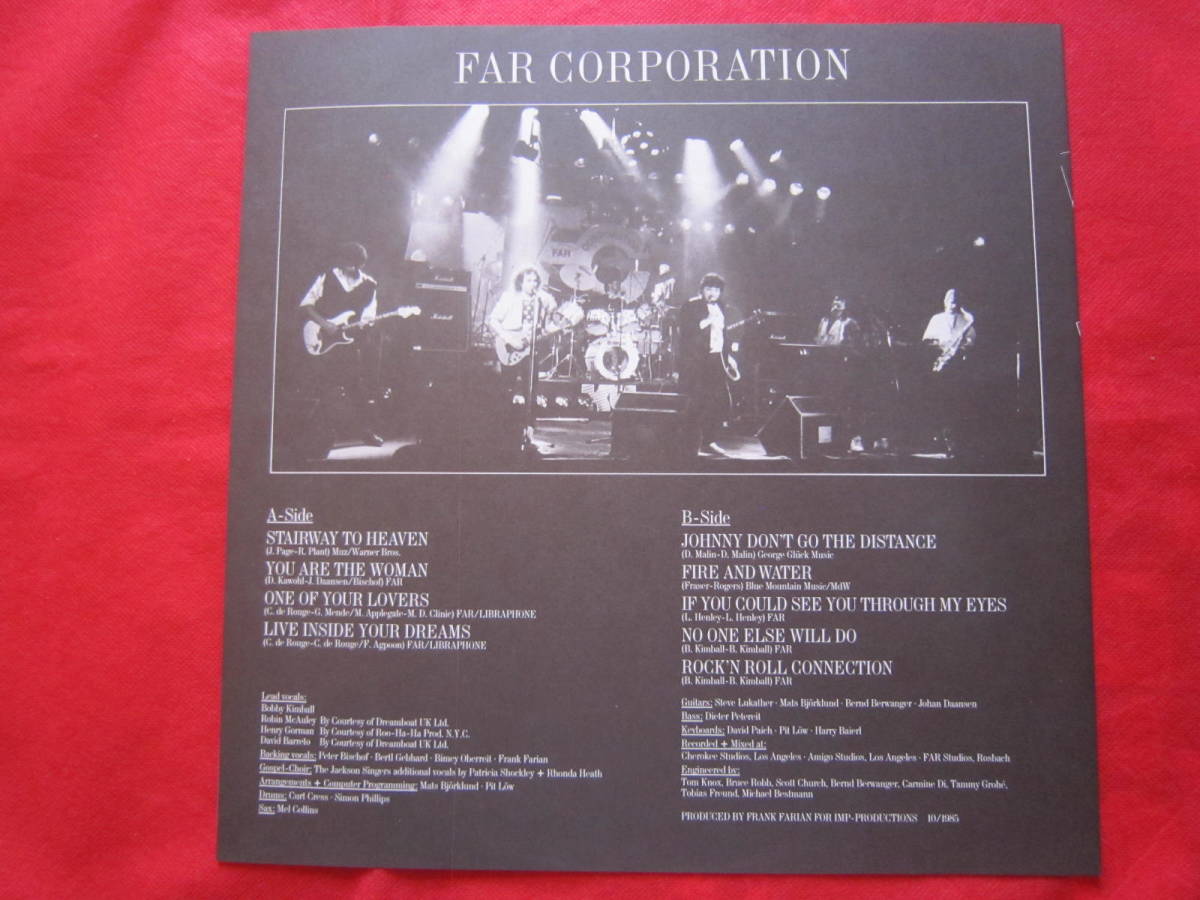 FAR CORPORATION
FAR
Marshall
Marshall
A-Side
STAIRWAY TO HEAVEN
(J. Page-R. Plant) Muz/Warner Bros.
YOU ARE THE WOMAN
(D. Kawohl-J. Daansen/Bischof) FAR
ONE OF YOUR LOVERS
(C. de Rouge-G. Mende/M. Applegate-M. D. Clinic) FAR/LIBRAPHONE
LIVE INSIDE YOUR DREAMS
(C. de Rouge-C. de Rouge/F. Agpoon) FAR/LIBRAPHONE
Lead vocals:
Bobby Kimball
Robin McAuley By Courtesy of Dreamboat UK Ltd.
Henry Gorman By Courtesy of Roo-Ha-Ha Prod. N.Y.C.
David Barreto By Courtesy of Dreamboat UK Ltd.
Backing vocals: Peter Bischof · Bertl Gebhard · Bimey Oberreit · Frank Farian
Gospel-Choir: The Jackson Singers additional vocals by Patricia Shockley + Rhonda Heath
Arrangements + Computer Programming: Mats Björklund · Pit Löw
Drums: Curt Cress · Simon Phillips
Sax: Mel Collins
B-Side
JOHNNY DON'T GO THE DISTANCE
(D. Malin-D. Malin) George Glück Music
FIRE AND WATER
(Fraser-Rogers) Blue Mountain Music/MdW
IF YOU COULD SEE YOU THROUGH MY EYES
(L. Henley-L. Henley) FAR
NO ONE ELSE WILL DO
(B. Kimball-B. Kimball) FAR
ROCK'N ROLL CONNECTION
(B. Kimball-B. Kimball) FAR
Guitars: Steve Lukather · Mats Björklund · Bernd Berwanger · Johan Daansen
Bass: Dieter Petereit
Keyboards: David Paich · Pit Löw · Harry Baierl
Recorded + Mixed at:
Cherokee Studios, Los Angeles · Amigo Studios, Los Angeles · FAR Studios, Rosbach
Engineered by:
Tom Knox, Bruce Robb, Scott Church, Bernd Berwanger, Carmine Di, Tammy Grohé,
Tobias Freund, Michael Bestmann
PRODUCED BY FRANK FARIAN FOR IMP-PRODUCTIONS 10/1985